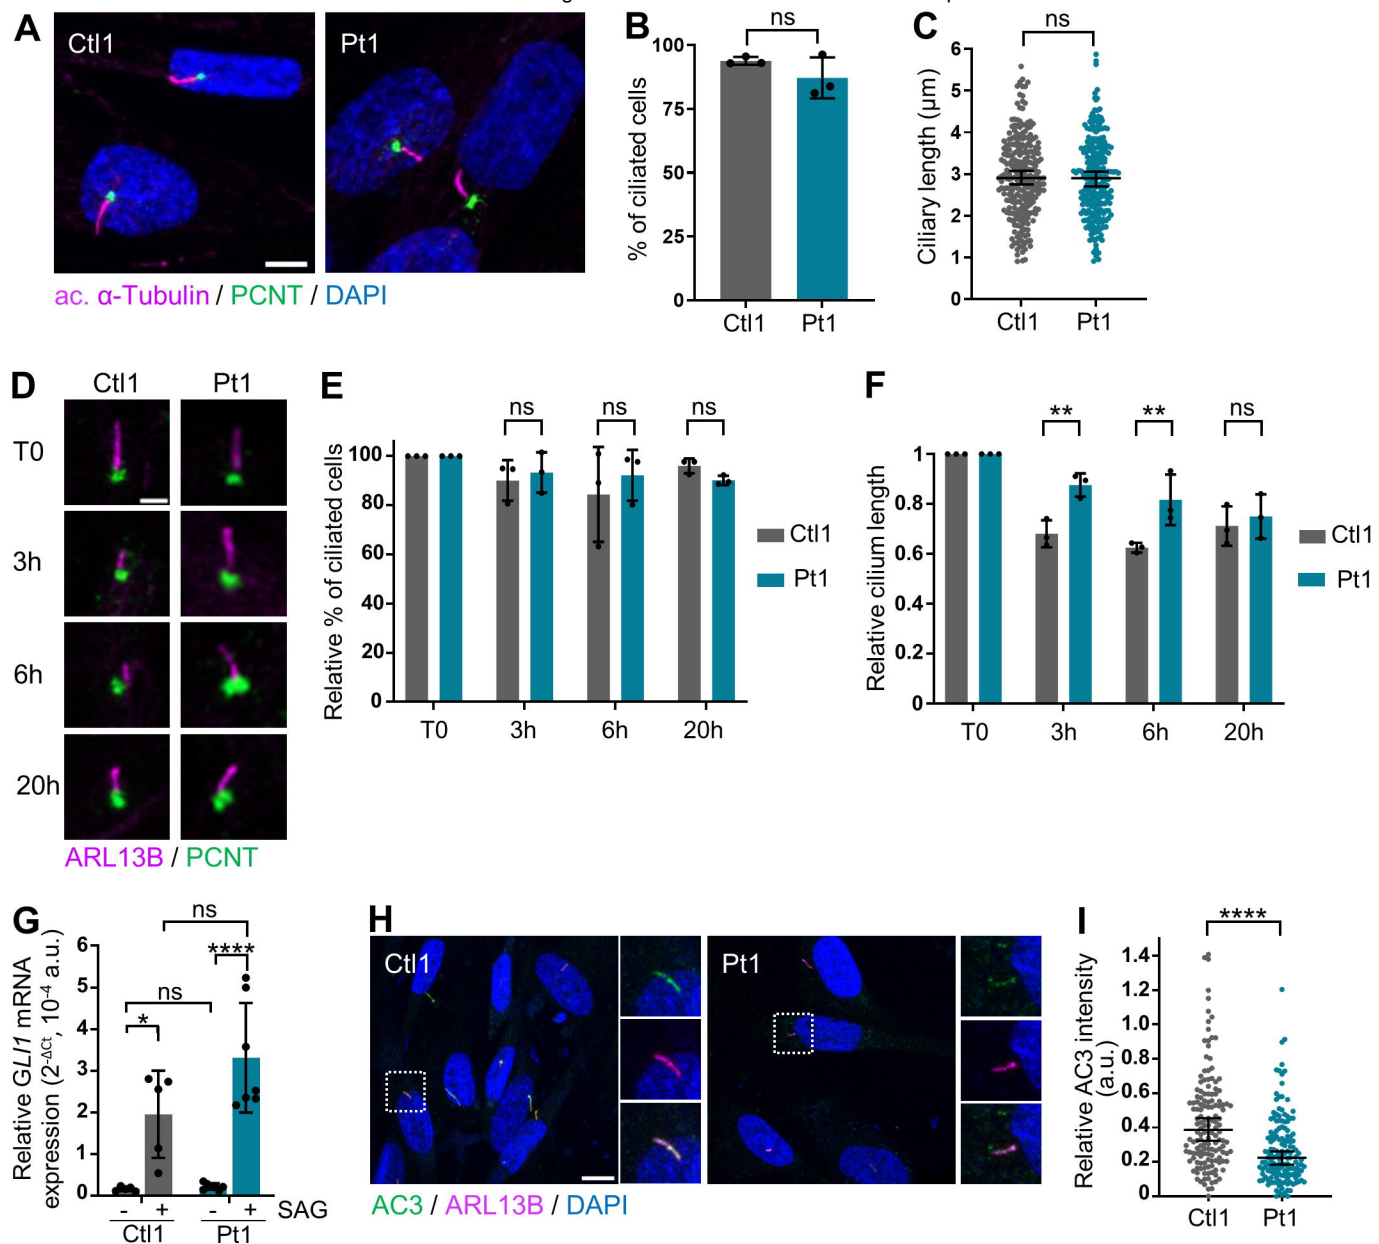 A
Ctl1
Pt1
ac. α-Tubulin / PCNT / DAPI
B
ns
% of ciliated cells
100
75
50
25
0
Ctl1
Pt1
C
ns
Ciliary length (µm)
6
5
4
3
2
1
0
Ctl1
Pt1
D
Ctl1
Pt1
T0
3h
6h
20h
ARL13B / PCNT
E
ns
ns
ns
Relative % of ciliated cells
100
80
60
40
20
0
T0
3h
6h
20h
Ctl1
Pt1
F
**
**
ns
Relative cilium length
1
0.8
0.6
0.4
0.2
0
T0
3h
6h
20h
Ctl1
Pt1
G
ns
****
ns
*
Relative GLI1 mRNA
expression (2-ΔCt, 10-4 a.u.)
6
5
4
3
2
1
0
- + - + SAG
Ctl1
Pt1
H
Ctl1
Pt1
AC3 / ARL13B / DAPI
I
****
Relative AC3 intensity
(a.u.)
1.4
1.2
1.0
0.8
0.6
0.4
0.2
0
Ctl1
Pt1